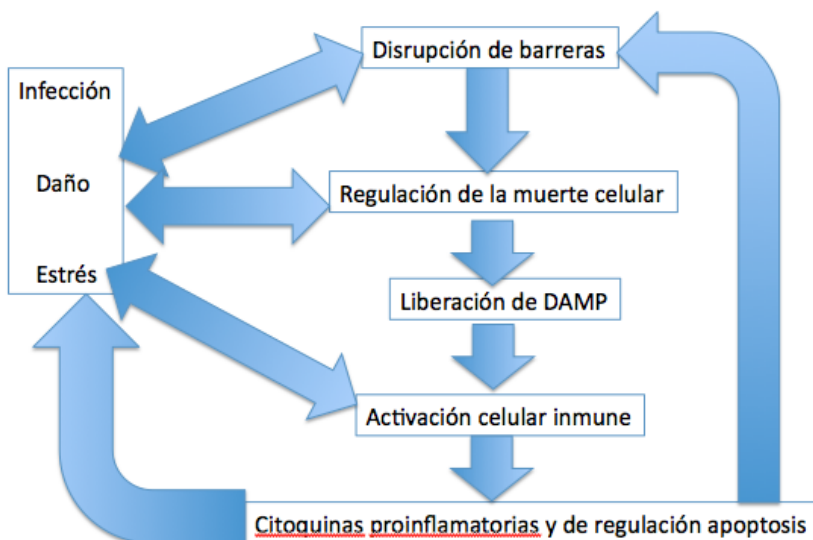 Disrupción de barreras
Infección
Daño
Regulación de la muerte celular
Estrés
Liberación de DAMP
Activación celular inmune
Citoquinas proinflamatorias y de regulación apoptosis